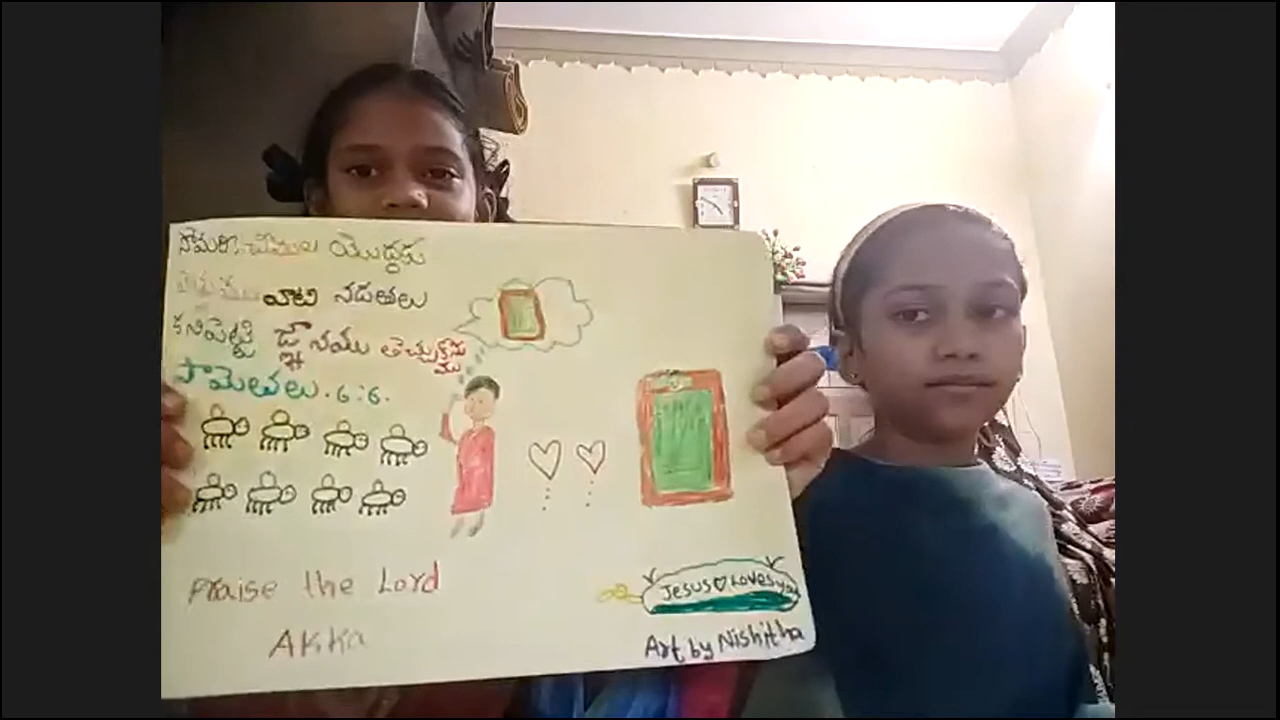 సోమరీ, చీమల యొద్దకు
వాటి నడతలు
కనిపెట్టి జ్ఞానము తెచ్చుకొను
ము
సామెతలు. 6:6.
Praise the Lord
Akka
Jesus Loves you
Art by Nishitha